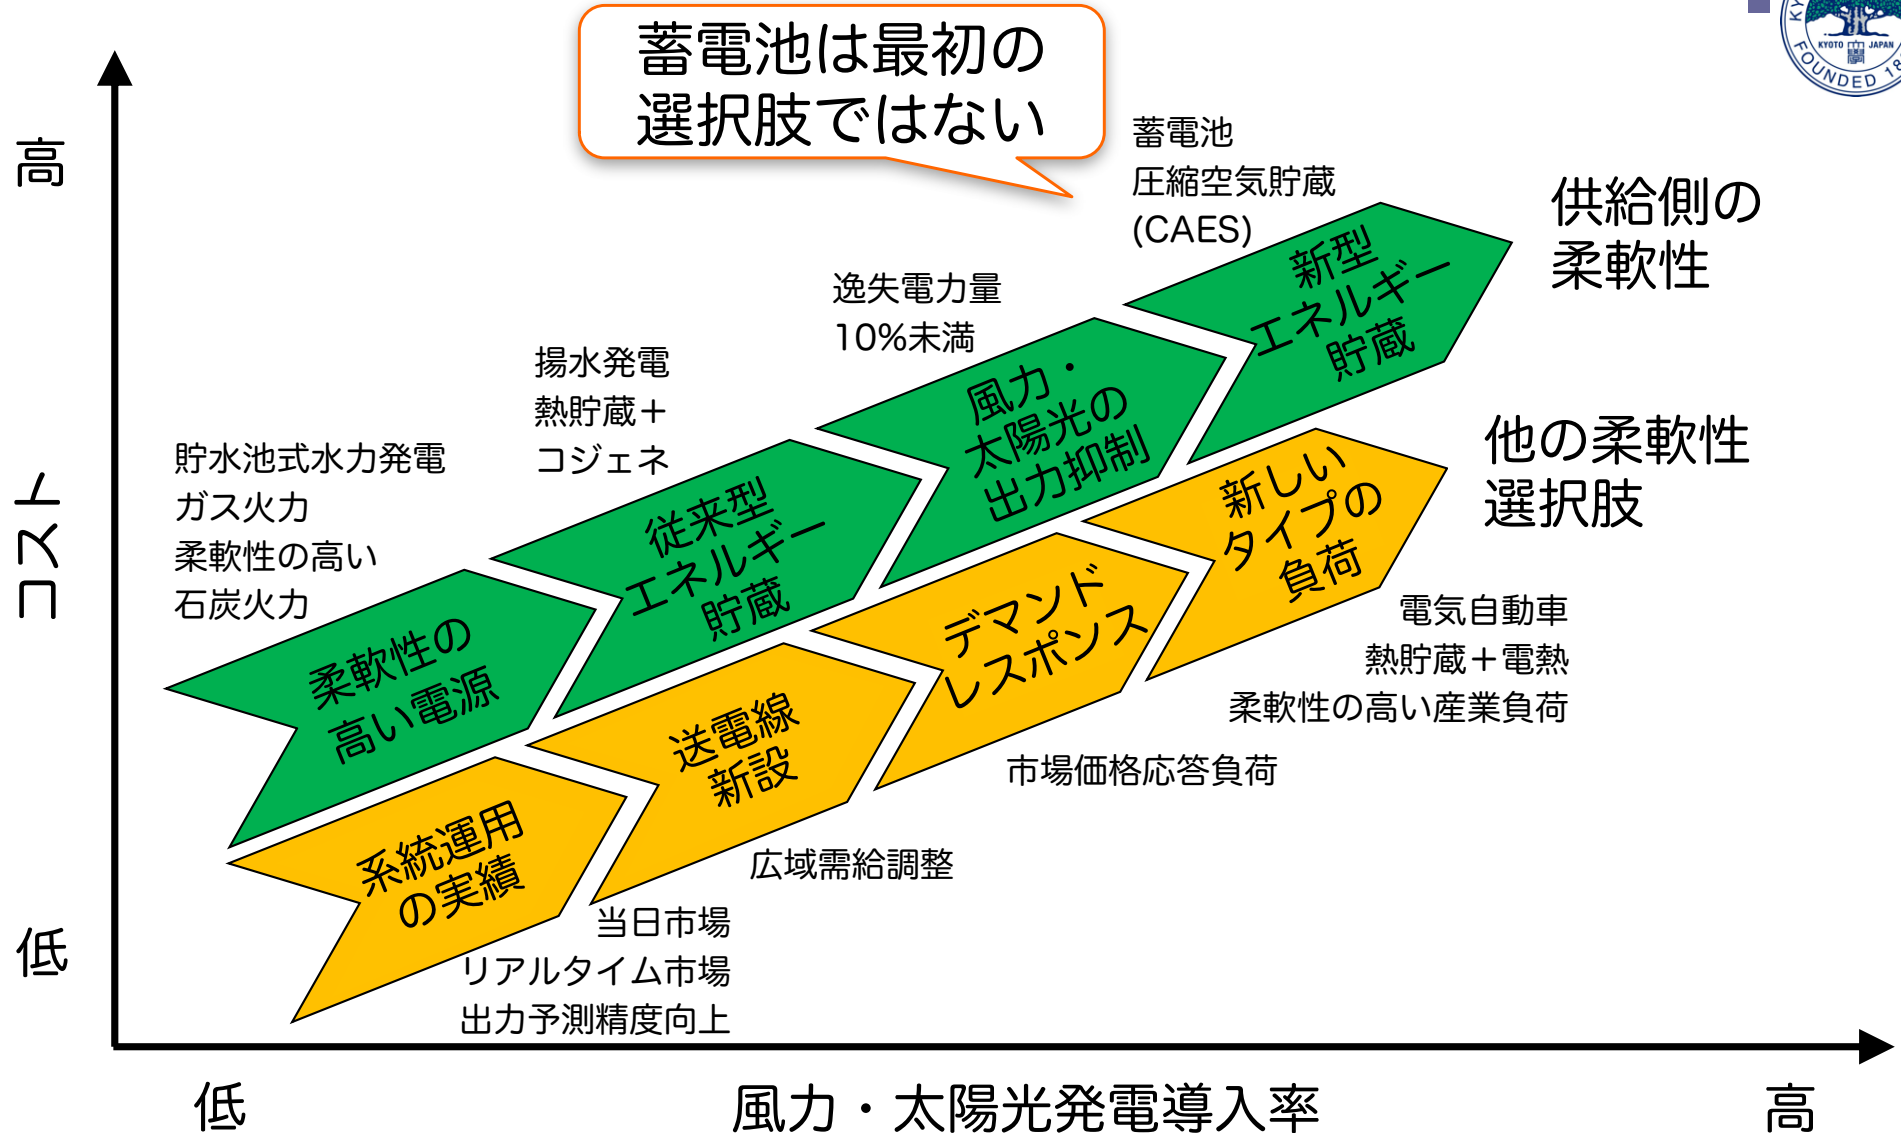 蓄電池は最初の
選択肢ではない
KYOTO JAPAN
FOUNDED 18
高
コスト
低
蓄電池
圧縮空気貯蔵
(CAES)
供給側の
柔軟性
新型
エネルギー
貯蔵
逸失電力量
10%未満
風力・
太陽光の
出力抑制
揚水発電
熱貯蔵＋
コジェネ
従来型
エネルギー
貯蔵
貯水池式水力発電
ガス火力
柔軟性の高い
石炭火力
柔軟性の
高い電源
他の柔軟性
選択肢
新しい
タイプの
負荷
電気自動車
熱貯蔵＋電熱
柔軟性の高い産業負荷
デマンド
レスポンス
市場価格応答負荷
送電線
新設
広域需給調整
系統運用
の実績
当日市場
リアルタイム市場
出力予測精度向上
低
風力・太陽光発電導入率
高